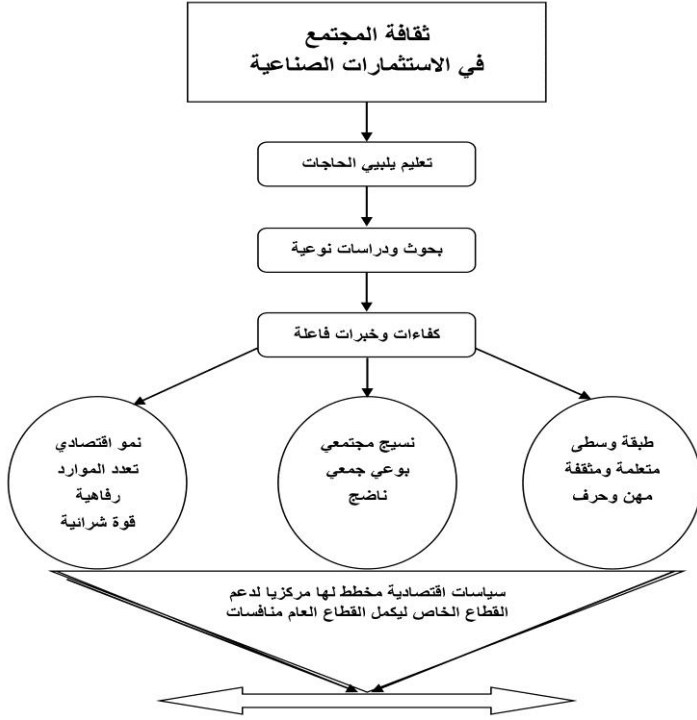 ثقافة المجتمع
في الاستثمارات الصناعية
تعليم يلبيي الحاجات
بحوث ودراسات نوعية
كفاءات وخبرات فاعلة
طبقة وسطى
متعلمة ومثقفة
مهن وحرف
نسيج مجتمعي
بوعي جمعي
ناضج
نمو اقتصادي
تعدد الموارد
رفاهية
قوة شرائية
سياسات اقتصادية مخطط لها مركزيا لدعم
القطاع الخاص ليكمل القطاع العام منافسات